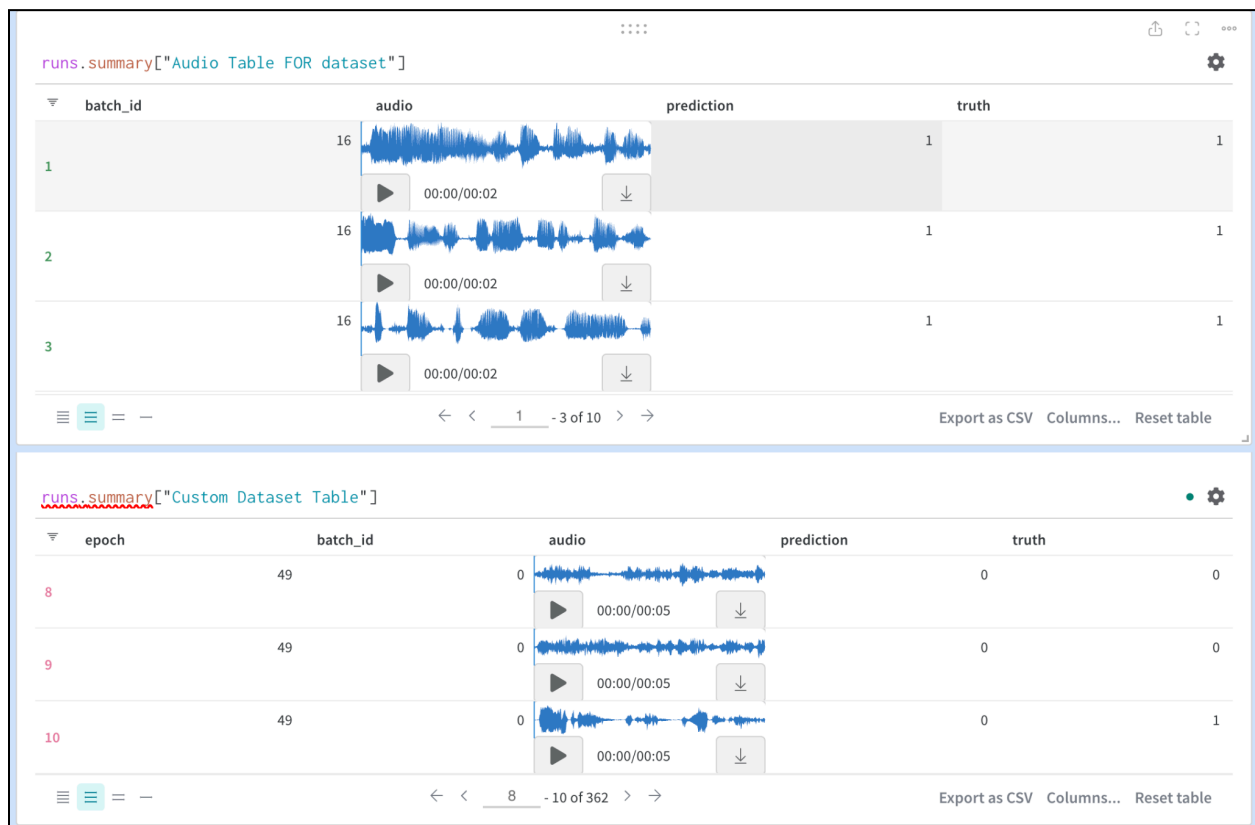 runs.summary["Audio Table FOR dataset"]
batch_id audio prediction truth
16 1 1
1
00:00/00:02
16 1 1
2
00:00/00:02
16 1 1
3
00:00/00:02
1 - 3 of 10 Export as CSV Columns... Reset table
runs.summary["Custom Dataset Table"]
epoch batch_id audio prediction truth
49 0 0 0
8
00:00/00:05
49 0 0 0
9
00:00/00:05
49 0 0 1
10
00:00/00:05
8 - 10 of 362 Export as CSV Columns... Reset table